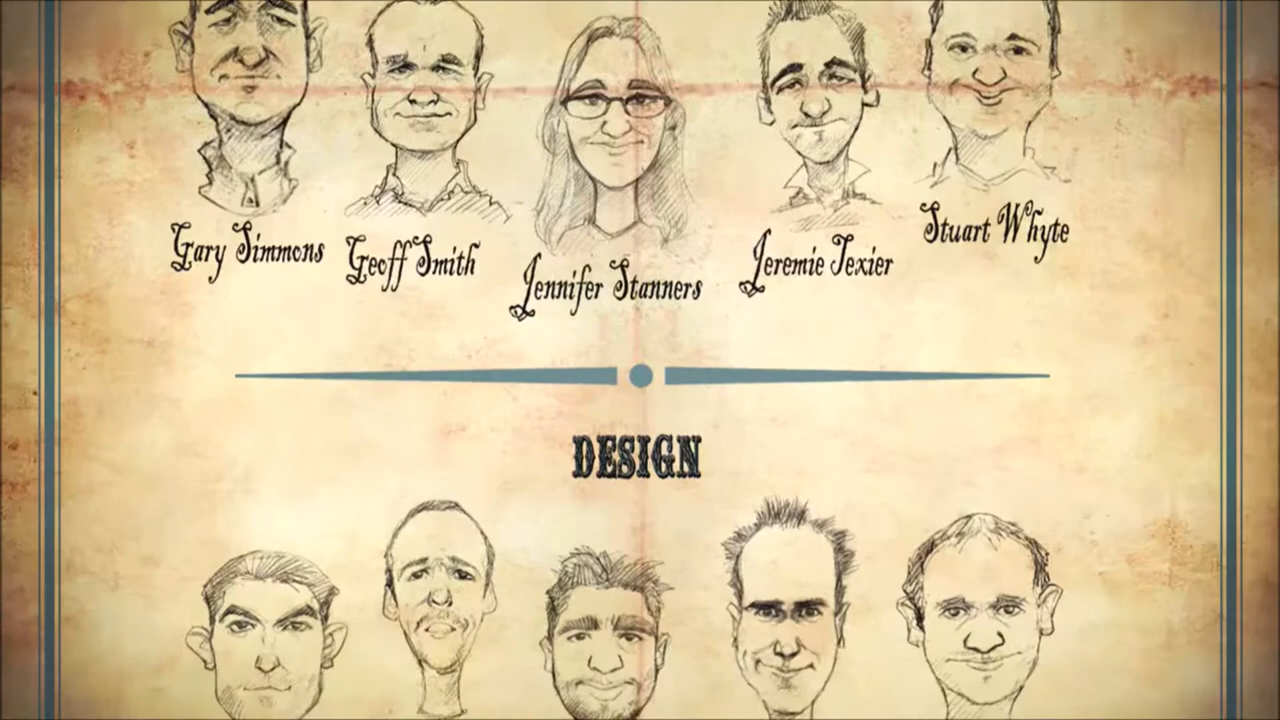 Gary Simmons
Geoff Smith
Jennifer Stanners
Jeremie Texier
Stuart Whyte
DESIGN